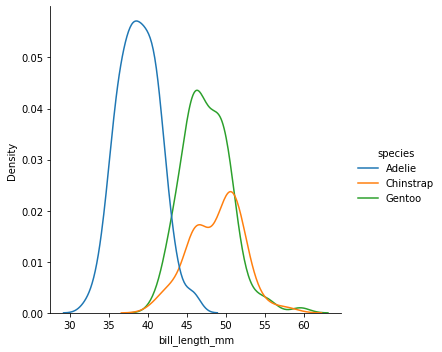 0.05
0.04
0.03
0.02
0.01
0.00
Density
30 35 40 45 50 55 60
bill_length_mm
species
Adelie
Chinstrap
Gentoo